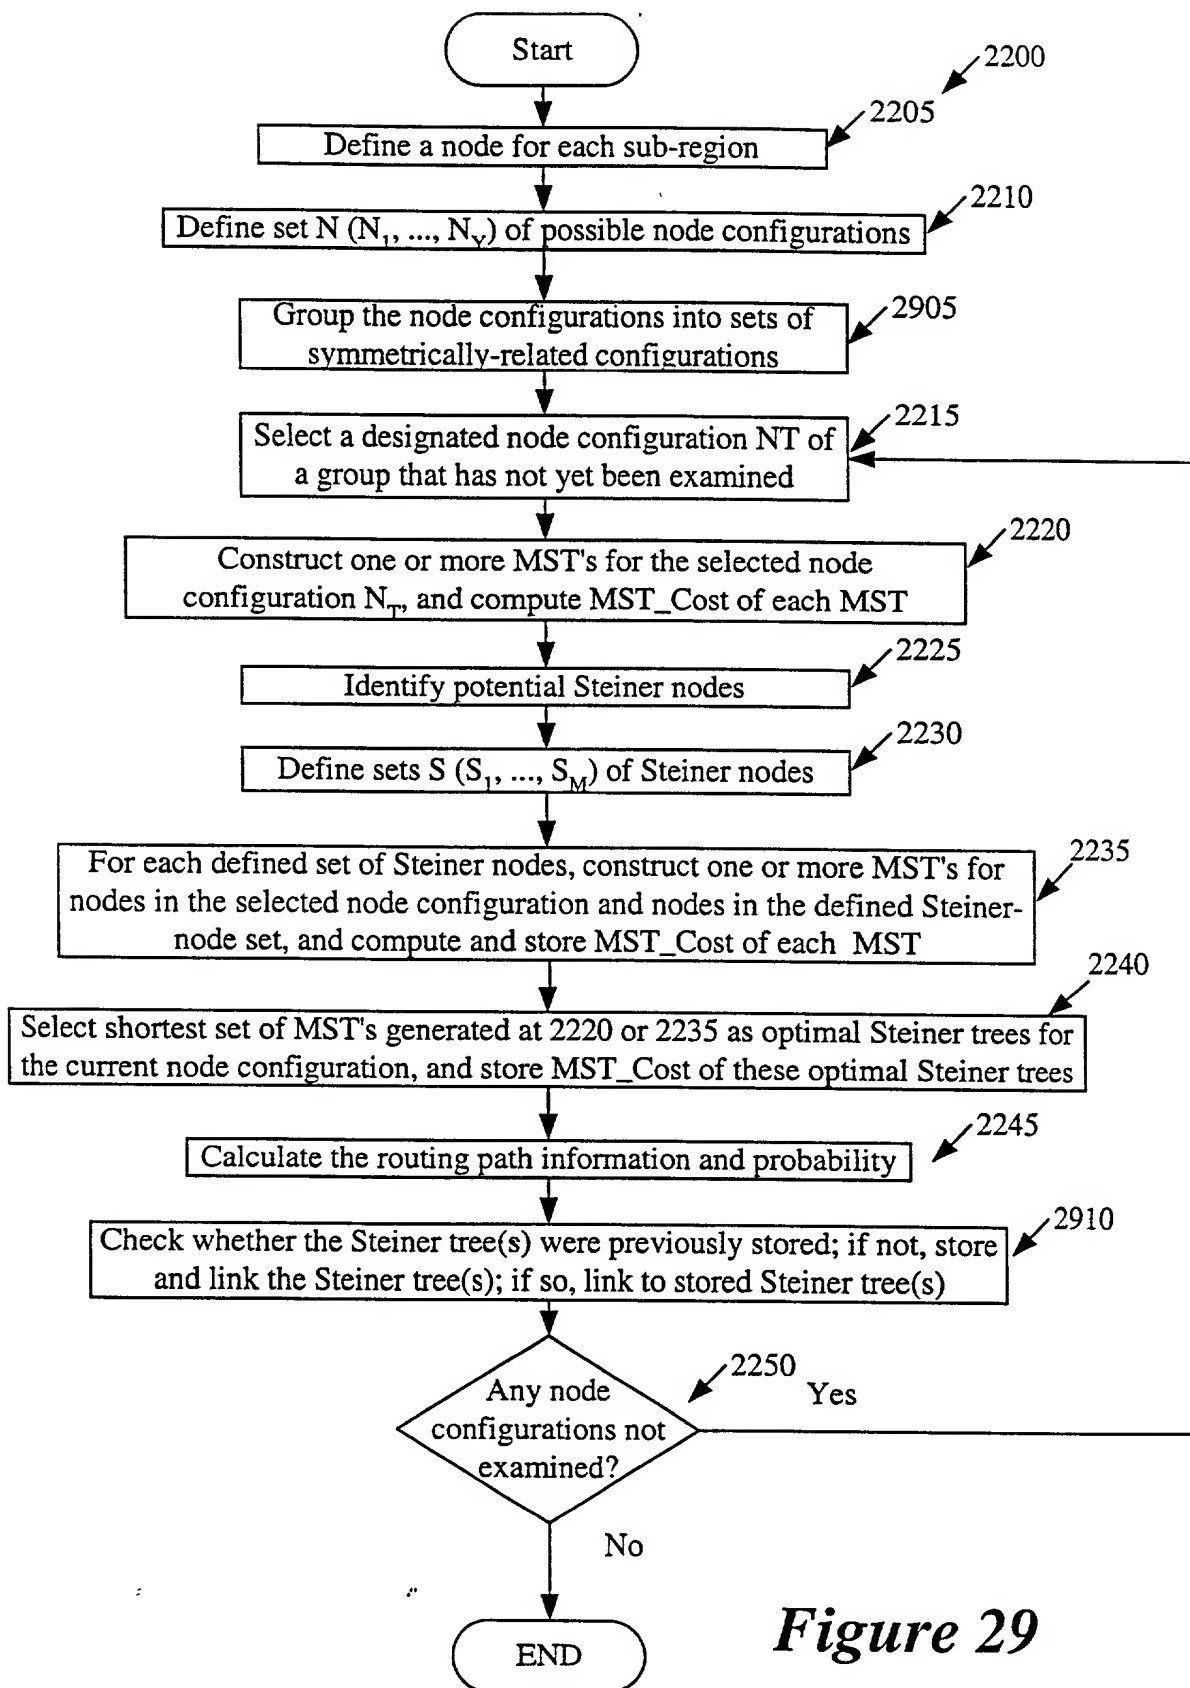 Start
2200
2205
Define a node for each sub-region
2210
Define set N (N1, ..., NY) of possible node configurations
2905
Group the node configurations into sets of
symmetrically-related configurations
2215
Select a designated node configuration NT of
a group that has not yet been examined
2220
Construct one or more MST's for the selected node
configuration NT, and compute MST_Cost of each MST
2225
Identify potential Steiner nodes
2230
Define sets S (S1, ..., SM) of Steiner nodes
2235
For each defined set of Steiner nodes, construct one or more MST's for
nodes in the selected node configuration and nodes in the defined Steiner-
node set, and compute and store MST_Cost of each MST
2240
Select shortest set of MST's generated at 2220 or 2235 as optimal Steiner trees for
the current node configuration, and store MST_Cost of these optimal Steiner trees
2245
Calculate the routing path information and probability
2910
Check whether the Steiner tree(s) were previously stored; if not, store
and link the Steiner tree(s); if so, link to stored Steiner tree(s)
2250
Yes
Any node
configurations not
examined?
No
END
Figure 29